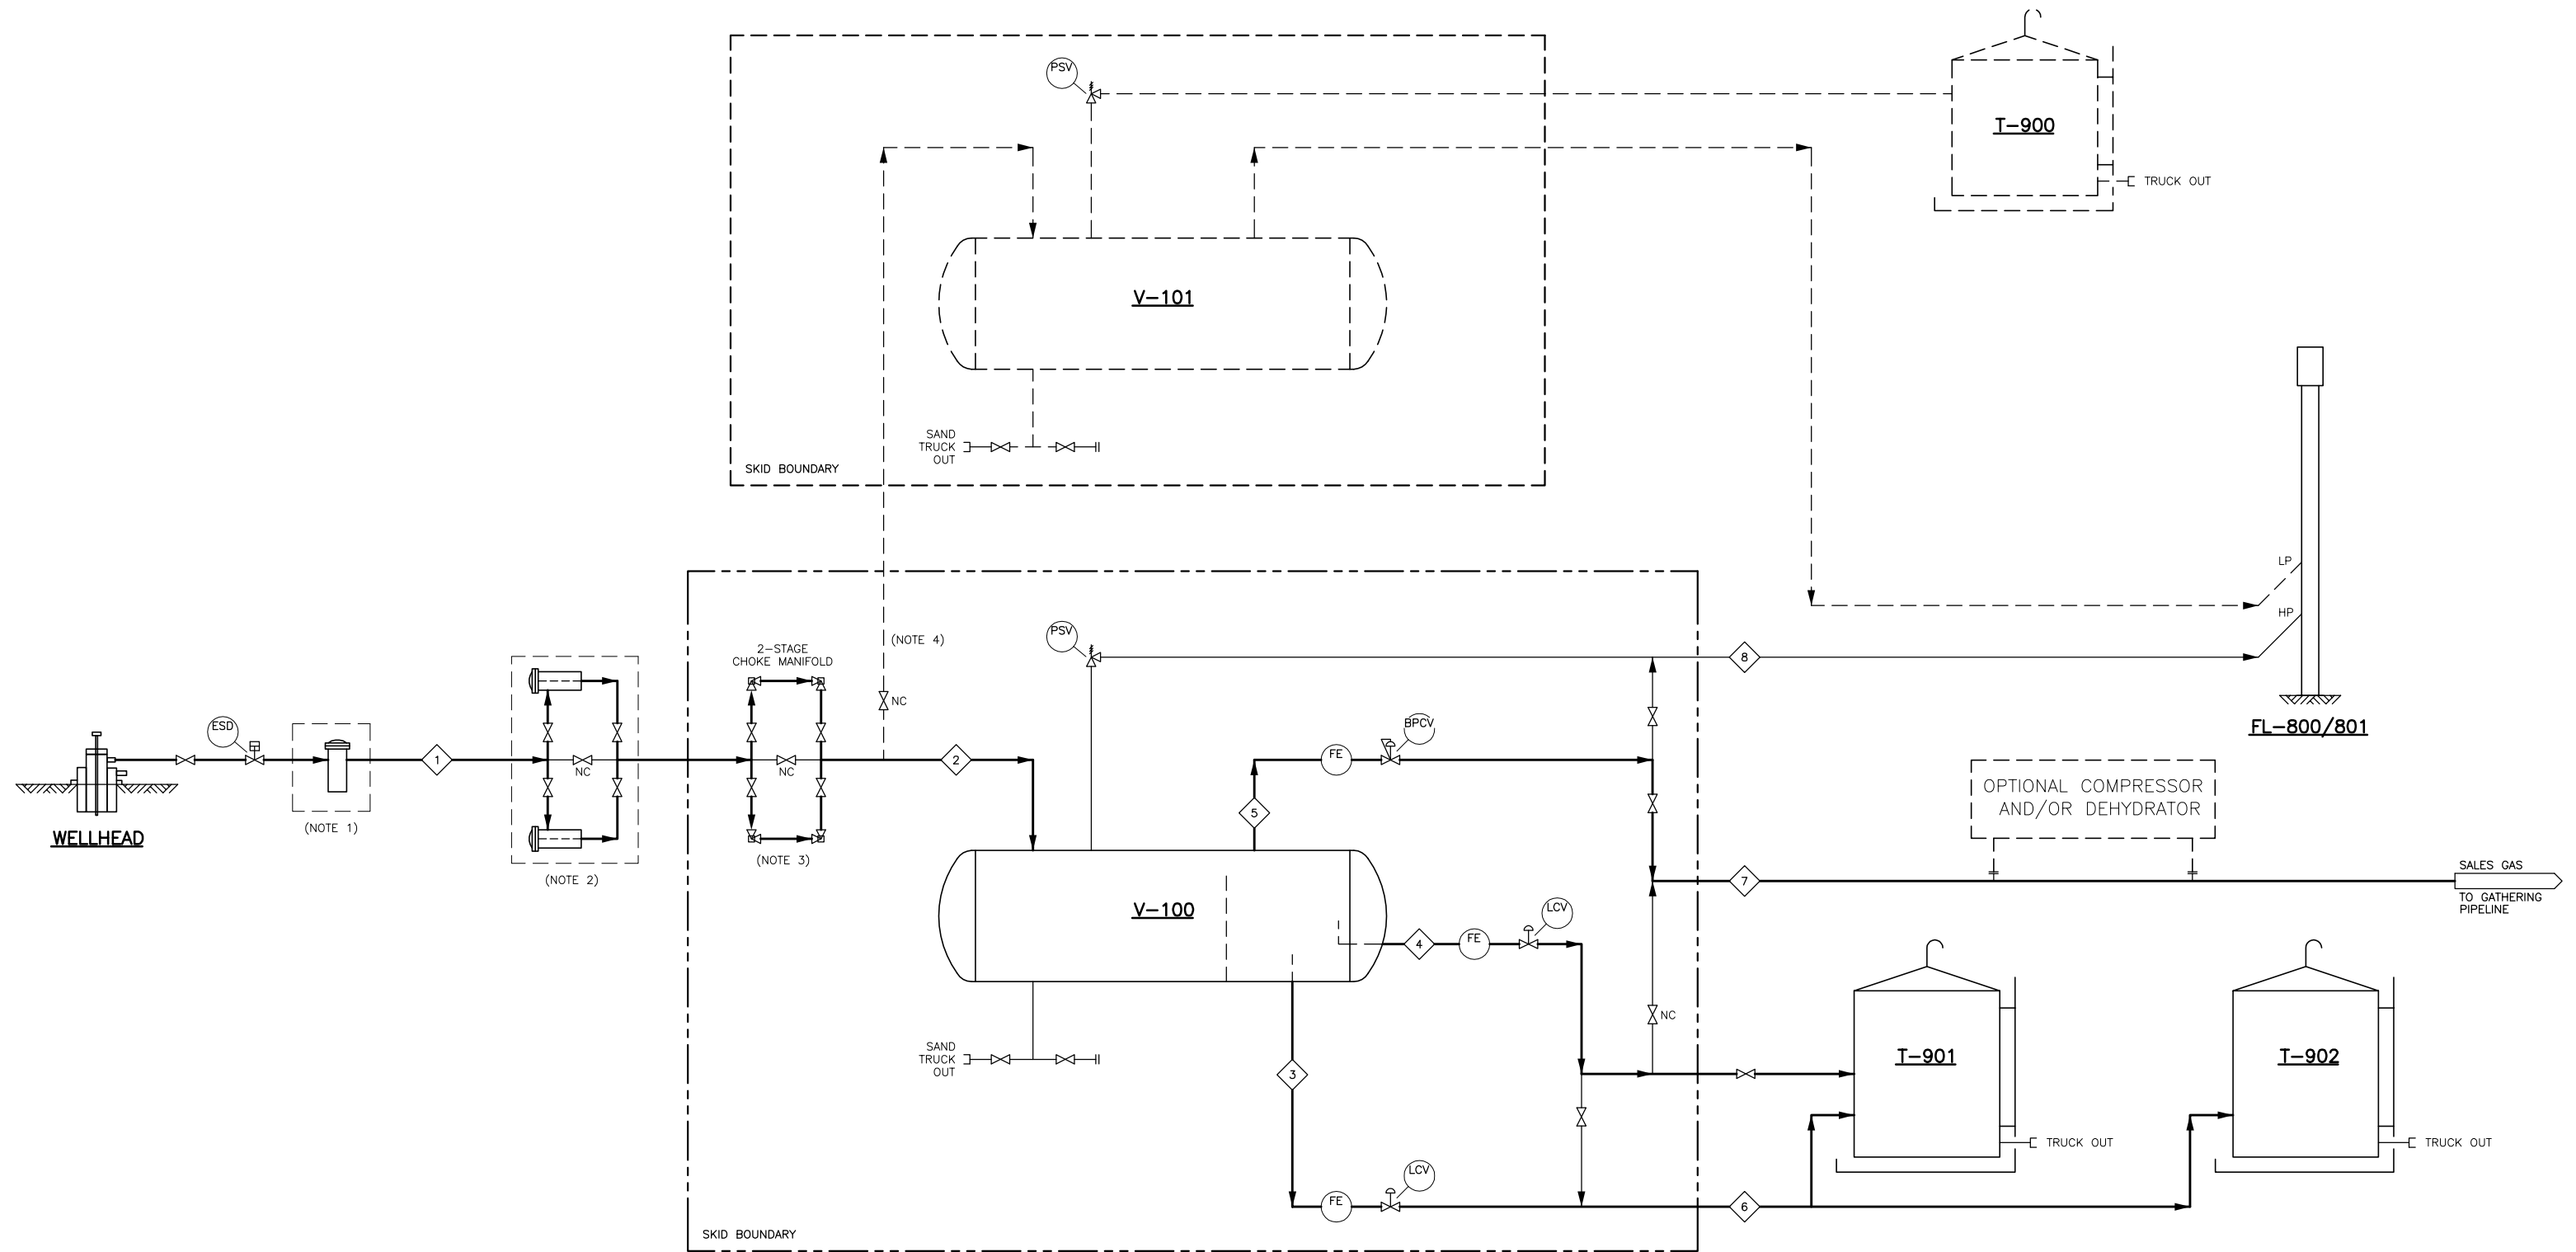 PSV
T-900
TRUCK OUT
V-101
SAND
TRUCK
OUT
SKID BOUNDARY
LP
HP
FL-800/801
(NOTE 4)
NC
PSV
8
2-STAGE
CHOKE MANIFOLD
NC
(NOTE 3)
ESD
(NOTE 1)
1
NC
(NOTE 2)
WELLHEAD
2
FE
BPCV
5
OPTIONAL COMPRESSOR
AND/OR DEHYDRATOR
7
SALES GAS
TO GATHERING
PIPELINE
V-100
4
FE
LCV
NC
SAND
TRUCK
OUT
3
T-901
TRUCK OUT
T-902
TRUCK OUT
FE
LCV
6
SKID BOUNDARY